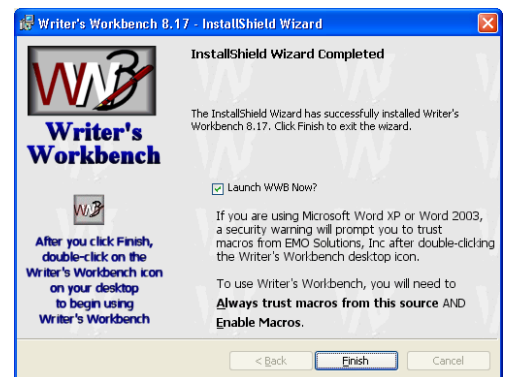 Writer's Workbench 8.17 - InstallShield Wizard
InstallShield Wizard Completed
WWB
The InstallShield Wizard has successfully installed Writer's
Workbench 8.17. Click Finish to exit the wizard.
Writer's
Workbench
Launch WWB Now?
WWB
If you are using Microsoft Word XP or Word 2003,
a security warning will prompt you to trust
macros from EMO Solutions, Inc after double-clicking
the Writer's Workbench desktop icon.
After you click Finish,
double-click on the
Writer's Workbench icon
on your desktop
to begin using
Writer's Workbench
To use Writer's Workbench, you will need to
Always trust macros from this source AND
Enable Macros.
< Back
Finish
Cancel